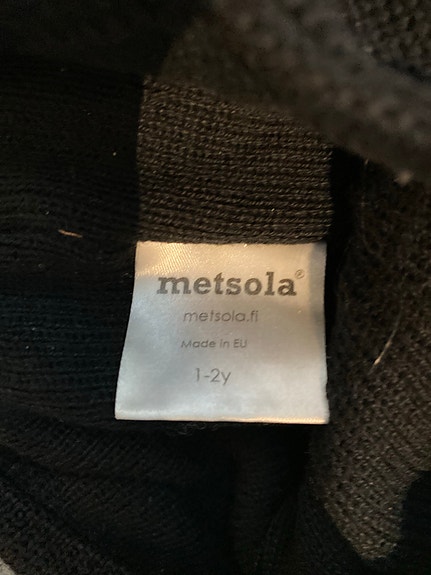 metsola®
metsola.fi
Made in EU
1-2y